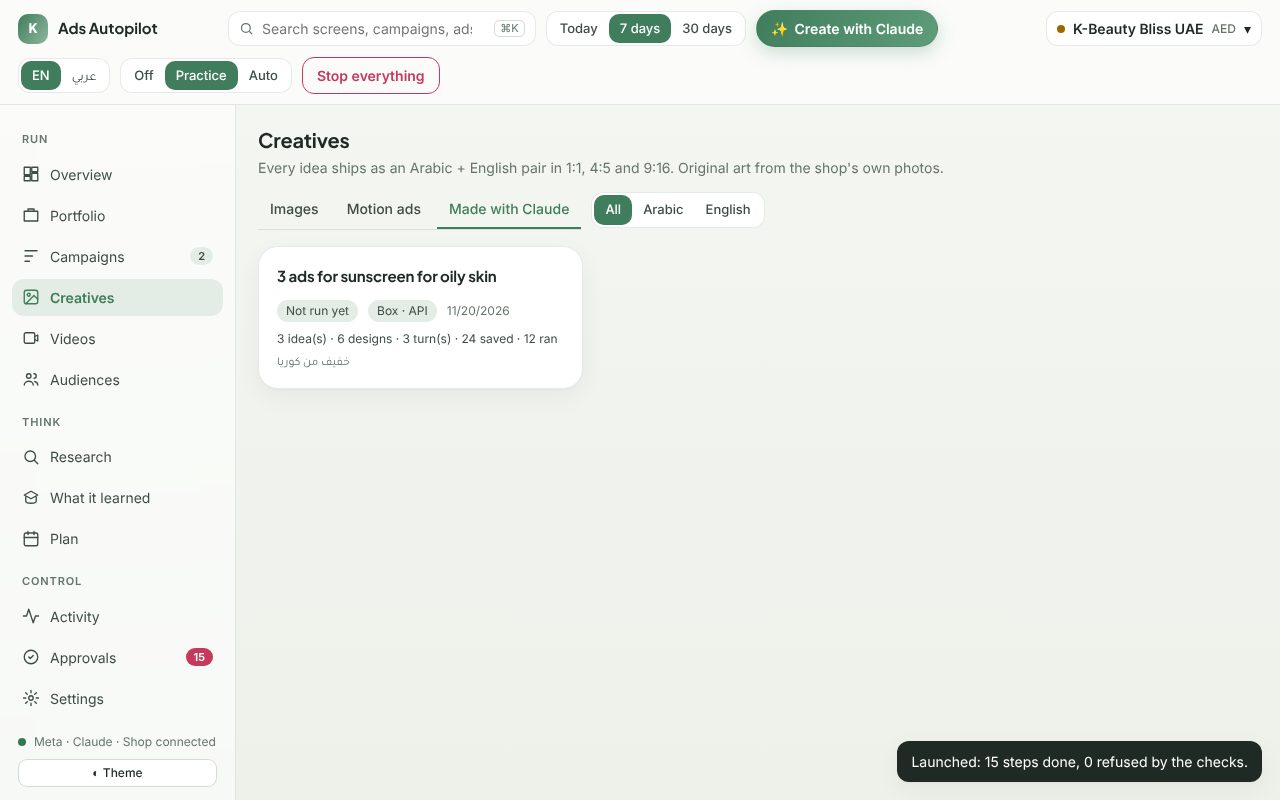 K Ads Autopilot
Search screens, campaigns, ads ⌘K
Today 7 days 30 days
✨ Create with Claude
K-Beauty Bliss UAE AED ▾
EN عربي
Off Practice Auto
Stop everything
RUN
Overview
Portfolio
Campaigns 2
Creatives
Videos
Audiences
THINK
Research
What it learned
Plan
CONTROL
Activity
Approvals 15
Settings
Meta · Claude · Shop connected
Theme
Creatives
Every idea ships as an Arabic + English pair in 1:1, 4:5 and 9:16. Original art from the shop's own photos.
Images Motion ads Made with Claude
All Arabic English
3 ads for sunscreen for oily skin
Not run yet Box · API 11/20/2026
3 idea(s) · 6 designs · 3 turn(s) · 24 saved · 12 ran
خفيف من كوريا
Launched: 15 steps done, 0 refused by the checks.